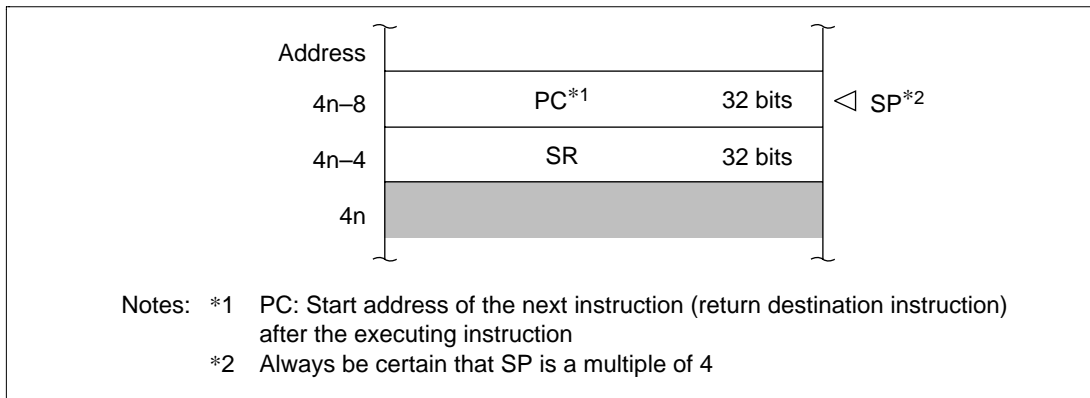 Address
4n–8 PC*1 32 bits SP*2
4n–4 SR 32 bits
4n
Notes: *1 PC: Start address of the next instruction (return destination instruction)
after the executing instruction
*2 Always be certain that SP is a multiple of 4